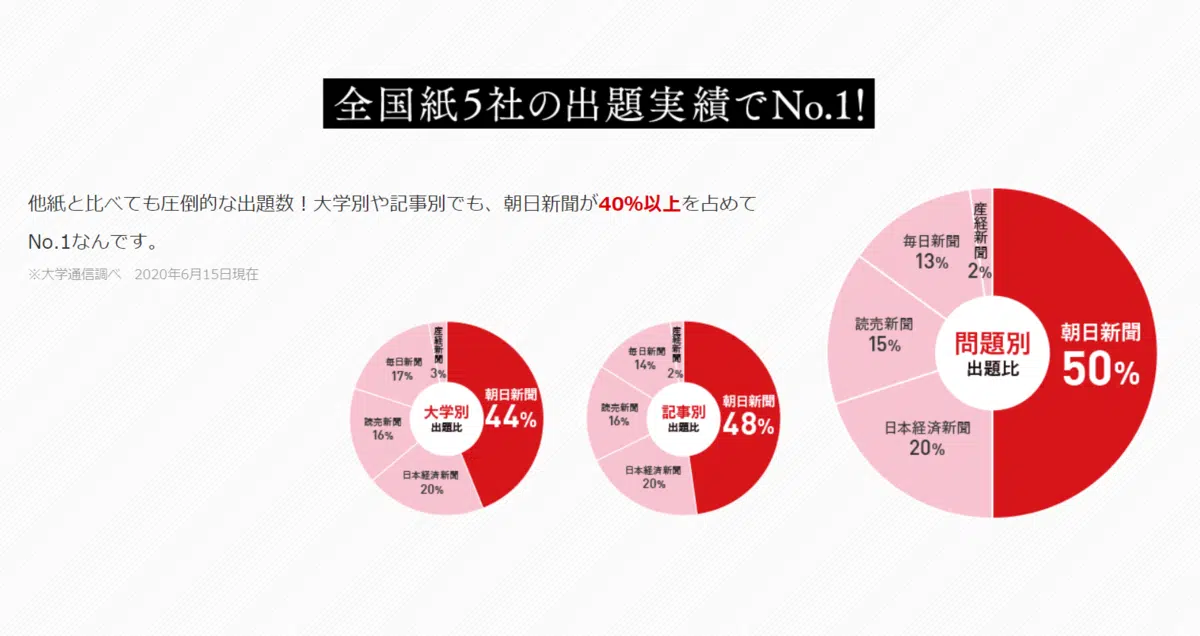 全国紙5社の出題実績でNo.1!
他紙と比べても圧倒的な出題数！大学別や記事別でも、朝日新聞が40%以上を占めて
No.1なんです。
※大学通信調べ　2020年6月15日現在
大学別
出題比
朝日新聞
44%
日本経済新聞
20%
読売新聞
16%
毎日新聞
17%
産経新聞
3%
記事別
出題比
朝日新聞
48%
日本経済新聞
20%
読売新聞
16%
毎日新聞
14%
産経新聞
2%
問題別
出題比
朝日新聞
50%
日本経済新聞
20%
読売新聞
15%
毎日新聞
13%
産経新聞
2%